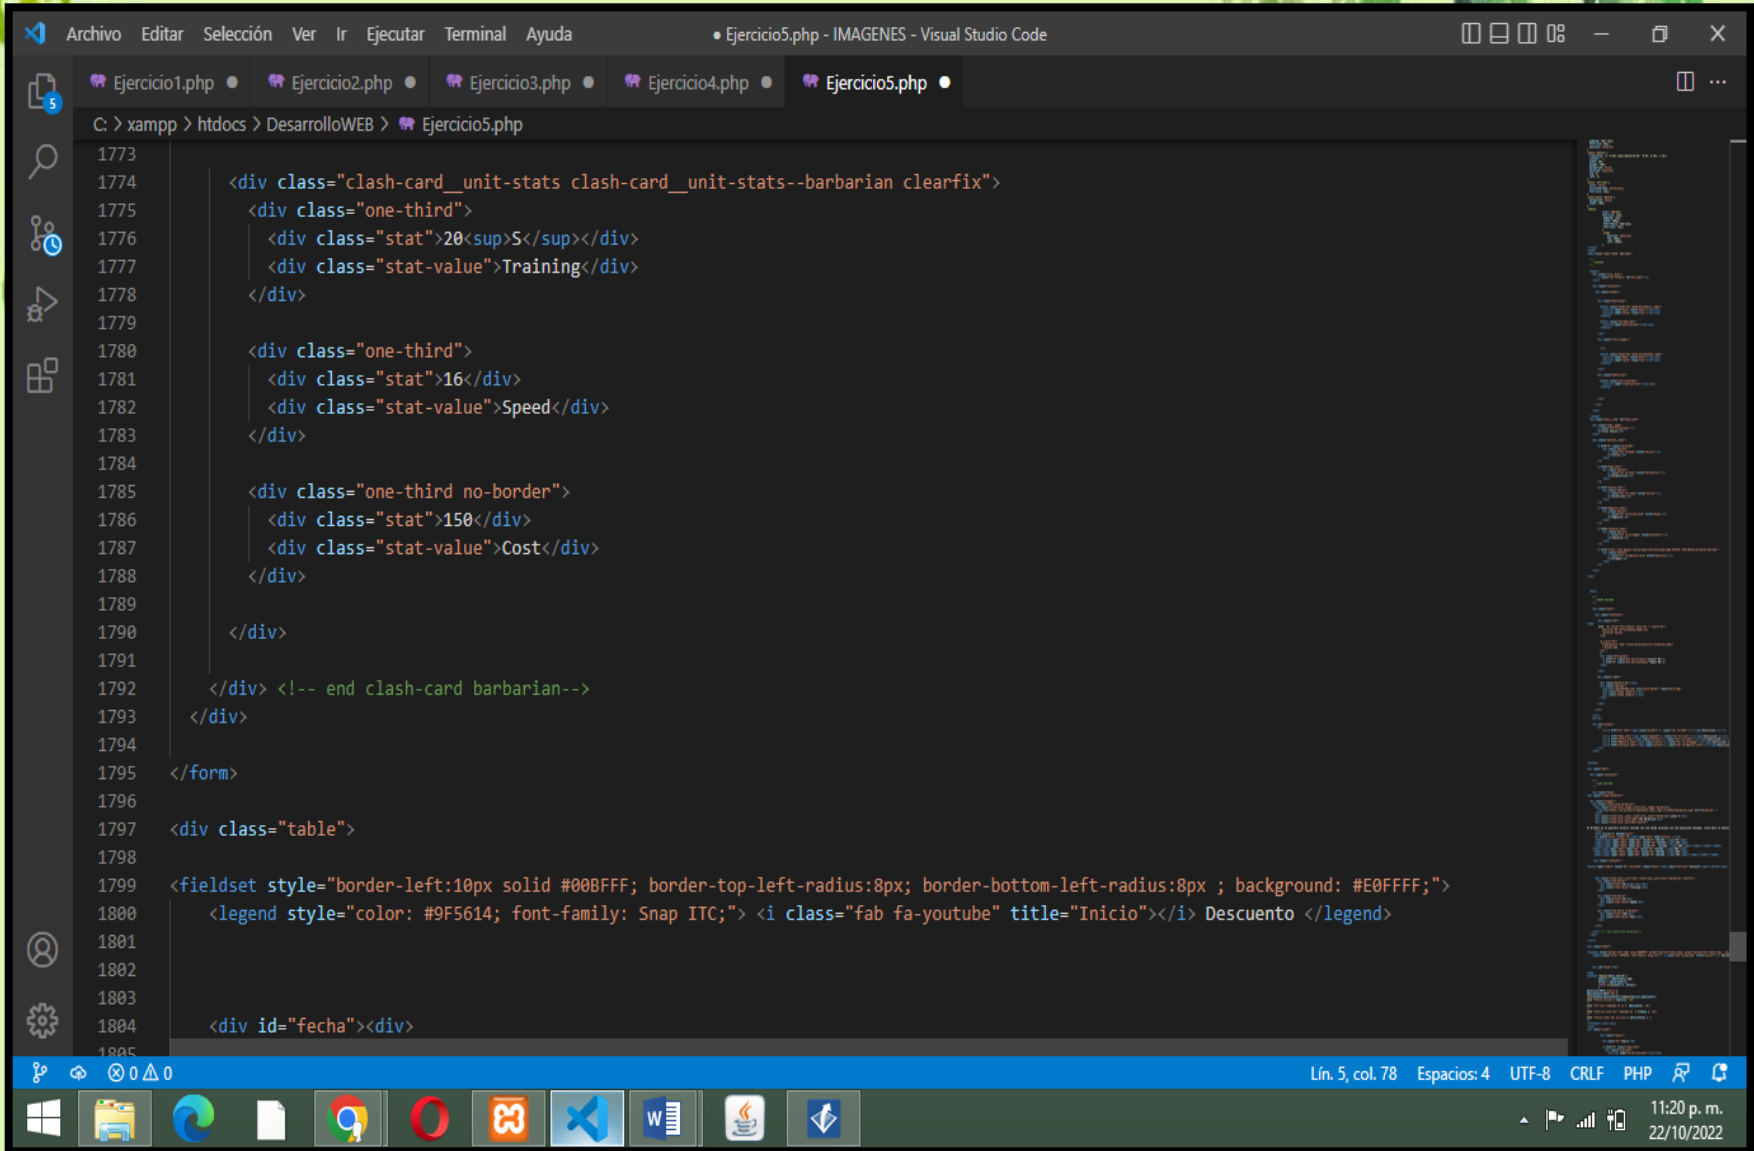 Archivo Editar Selección Ver Ir Ejecutar Terminal Ayuda ● Ejercicio5.php - IMAGENES - Visual Studio Code
Ejercicio1.php ● Ejercicio2.php ● Ejercicio3.php ● Ejercicio4.php ● Ejercicio5.php ●
5
C: > xampp > htdocs > DesarrolloWEB > Ejercicio5.php
1773
1774 <div class="clash-card__unit-stats clash-card__unit-stats--barbarian clearfix">
1775 <div class="one-third">
1776 <div class="stat">20<sup>S</sup></div>
1777 <div class="stat-value">Training</div>
1778 </div>
1779
1780 <div class="one-third">
1781 <div class="stat">16</div>
1782 <div class="stat-value">Speed</div>
1783 </div>
1784
1785 <div class="one-third no-border">
1786 <div class="stat">150</div>
1787 <div class="stat-value">Cost</div>
1788 </div>
1789
1790 </div>
1791
1792 </div> <!-- end clash-card barbarian-->
1793 </div>
1794
1795 </form>
1796
1797 <div class="table">
1798
1799 <fieldset style="border-left:10px solid #00BFFF; border-top-left-radius:8px; border-bottom-left-radius:8px ; background: #E0FFFF;">
1800 <legend style="color: #9F5614; font-family: Snap ITC;"> <i class="fab fa-youtube" title="Inicio"></i> Descuento </legend>
1801
1802
1803
1804 <div id="fecha"><div>
1805
0 0 Lín. 5, col. 78 Espacios: 4 UTF-8 CRLF PHP
11:20 p. m.
22/10/2022